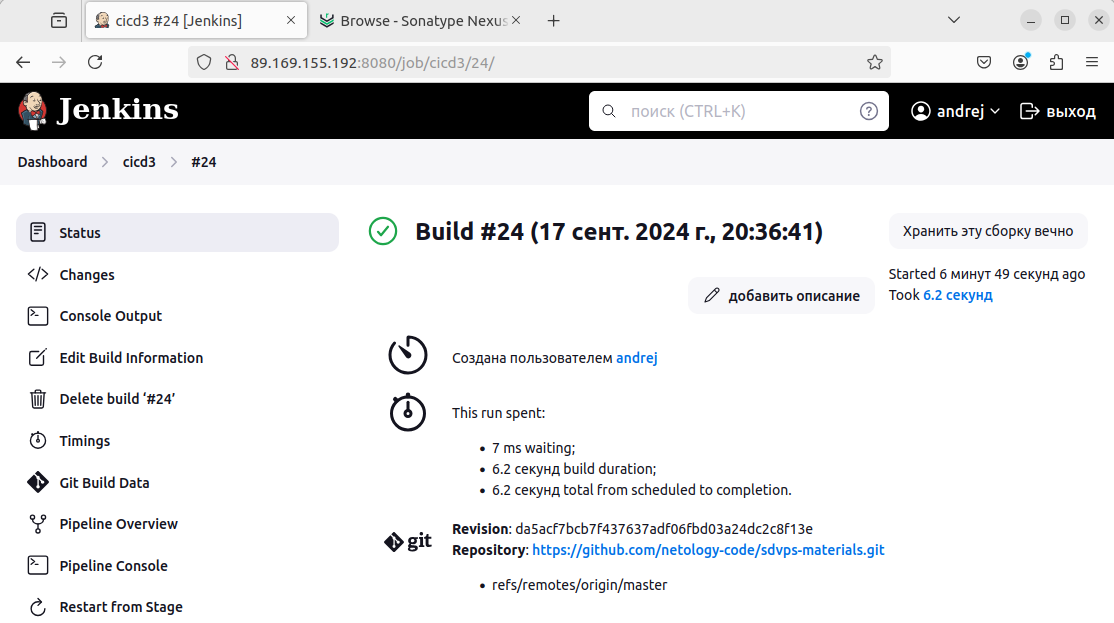 cicd3 #24 [Jenkins]
Browse - Sonatype Nexus
89.169.155.192:8080/job/cicd3/24/
Jenkins
поиск (CTRL+K)
andrej
выход
Dashboard
cicd3
#24
Status
Changes
Console Output
Edit Build Information
Delete build ‘#24’
Timings
Git Build Data
Pipeline Overview
Pipeline Console
Restart from Stage
Build #24 (17 сент. 2024 г., 20:36:41)
Хранить эту сборку вечно
Started 6 минут 49 секунд ago
Took 6.2 секунд
добавить описание
Создана пользователем andrej
This run spent:
7 ms waiting;
6.2 секунд build duration;
6.2 секунд total from scheduled to completion.
git
Revision: da5acf7bcb7f437637adf06fbd03a24dc2c8f13e
Repository: https://github.com/netology-code/sdvps-materials.git
refs/remotes/origin/master